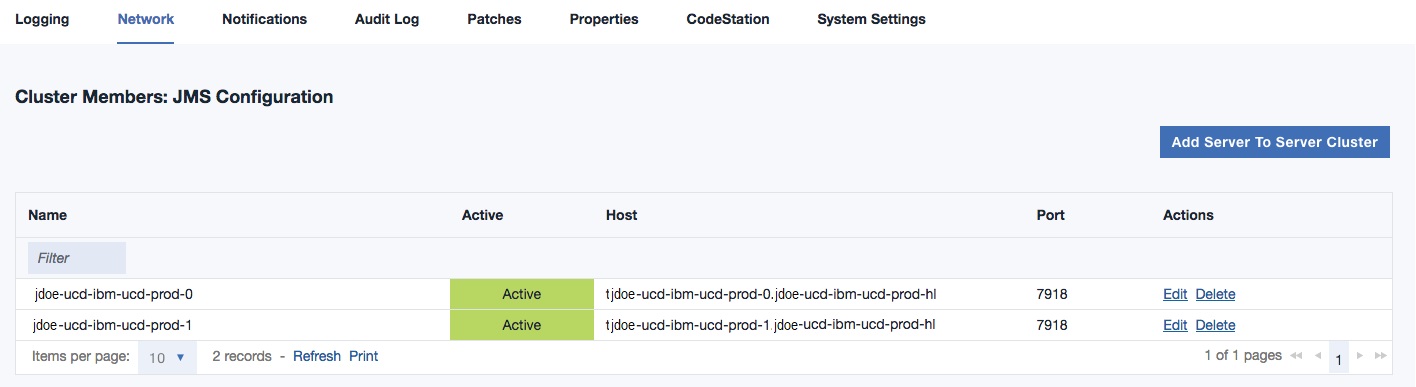 Logging Network Notifications Audit Log Patches Properties CodeStation System Settings
Cluster Members: JMS Configuration
Add Server To Server Cluster
Name Active Host Port Actions
Filter
jdoe-ucd-ibm-ucd-prod-0 Active tjdoe-ucd-ibm-ucd-prod-0.jdoe-ucd-ibm-ucd-prod-hl 7918 Edit Delete
jdoe-ucd-ibm-ucd-prod-1 Active tjdoe-ucd-ibm-ucd-prod-1.jdoe-ucd-ibm-ucd-prod-hl 7918 Edit Delete
Items per page: 10 2 records - Refresh Print 1 of 1 pages 1